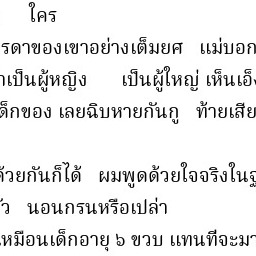 ใคร
รดาของเขาอย่างเต็มยศ แม่บอก
เป็นผู้หญิง เป็นผู้ใหญ่ เห็นเอ็
ด็กของ เลยฉิบหายกันกู ท้ายเสีย
ด้วยกันก็ได้ ผมพูดด้วยใจจริงใน
นอนกรนหรือเปล่า
เหมือนเด็กอายุ ๖ ขวบ แทนที่จะมา